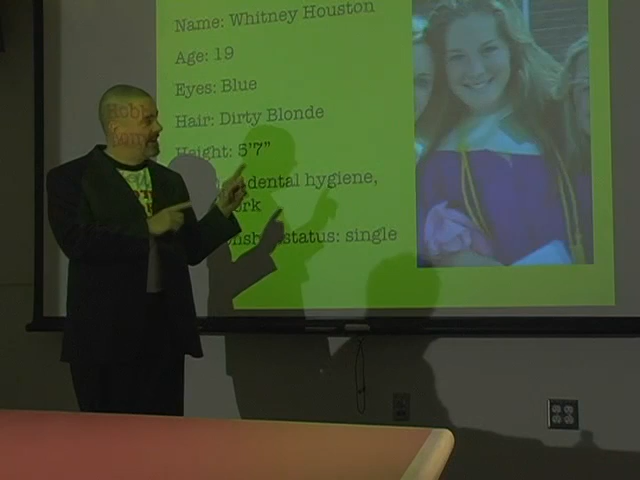 Name: Whitney Houston
Age: 19
Eyes: Blue
Hair: Dirty Blonde
Height: 5'7"
dental hygiene,
status: single